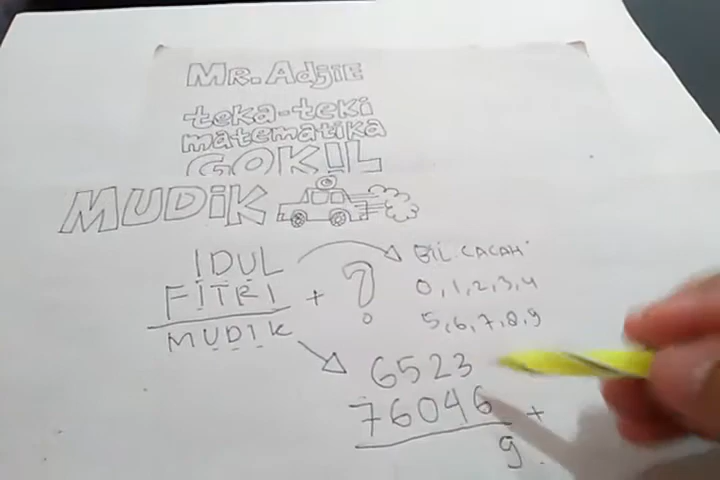 MR. AdjiE
teka-teki
matematika
GOKiL
MUDiK
IDUL
FITRI +
MUDIK
?
BIL. CACAH
0, 1, 2, 3, 4
5, 6, 7, 8, 9
6523
76046 +
9